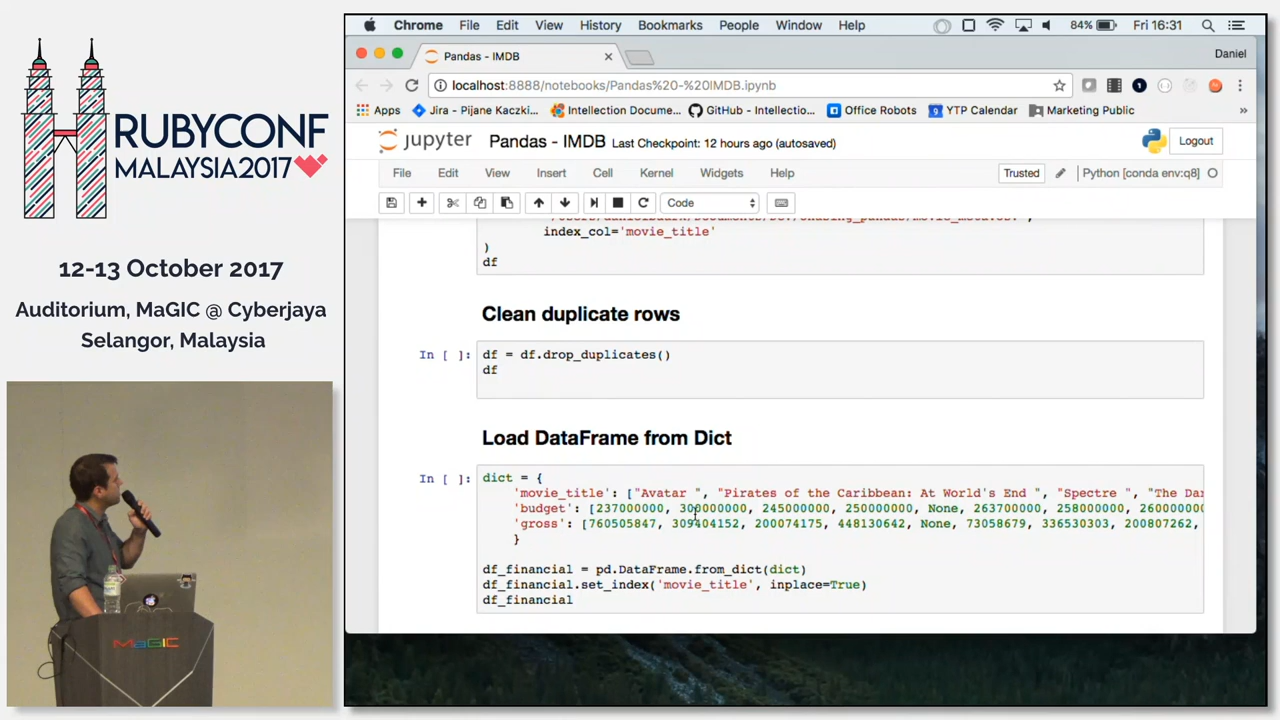 RUBYCONF
MALAYSIA2017
12-13 October 2017
Auditorium, MaGIC @ Cyberjaya
Selangor, Malaysia
MaGIC
Chrome File Edit View History Bookmarks People Window Help 84% Fri 16:31
Pandas - IMDB Daniel
localhost:8888/notebooks/Pandas%20-%20IMDB.ipynb
Apps Jira - Pijane Kaczki... Intellection Docume... GitHub - Intellectio... Office Robots YTP Calendar Marketing Public »
jupyter Pandas - IMDB Last Checkpoint: 12 hours ago (autosaved) Logout
File Edit View Insert Cell Kernel Widgets Help Trusted Python [conda env:q8]
Code
index_col='movie_title'
)
df
Clean duplicate rows
In [ ]: df = df.drop_duplicates()
df
Load DataFrame from Dict
In [ ]: dict = {
'movie_title': ["Avatar ", "Pirates of the Caribbean: At World's End ", "Spectre ", "The Da
'budget': [237000000, 300000000, 245000000, 250000000, None, 263700000, 258000000, 260000000
'gross': [760505847, 309404152, 200074175, 448130642, None, 73058679, 336530303, 200807262,
}
df_financial = pd.DataFrame.from_dict(dict)
df_financial.set_index('movie_title', inplace=True)
df_financial